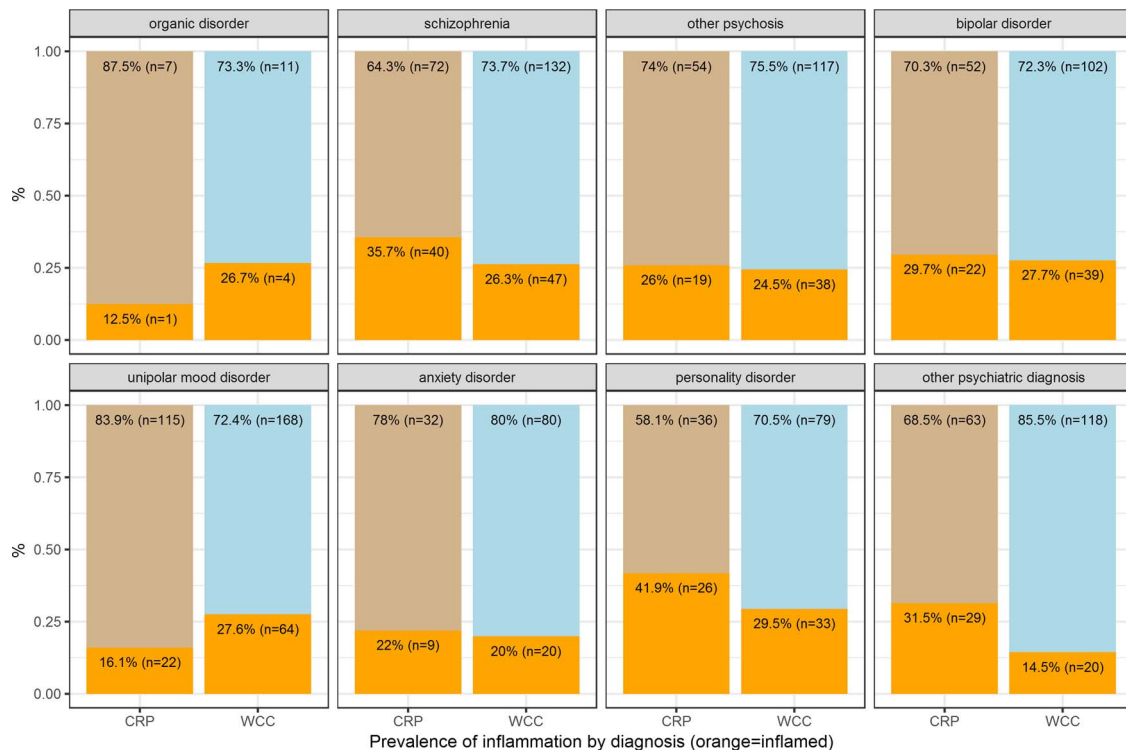 organic disorder
schizophrenia
other psychosis
bipolar disorder
1.00
0.75
0.50
0.25
0.00
%
87.5% (n=7)
73.3% (n=11)
12.5% (n=1)
26.7% (n=4)
64.3% (n=72)
73.7% (n=132)
35.7% (n=40)
26.3% (n=47)
74% (n=54)
75.5% (n=117)
26% (n=19)
24.5% (n=38)
70.3% (n=52)
72.3% (n=102)
29.7% (n=22)
27.7% (n=39)
unipolar mood disorder
anxiety disorder
personality disorder
other psychiatric diagnosis
1.00
0.75
0.50
0.25
0.00
%
83.9% (n=115)
72.4% (n=168)
16.1% (n=22)
27.6% (n=64)
78% (n=32)
80% (n=80)
22% (n=9)
20% (n=20)
58.1% (n=36)
70.5% (n=79)
41.9% (n=26)
29.5% (n=33)
68.5% (n=63)
85.5% (n=118)
31.5% (n=29)
14.5% (n=20)
CRP
WCC
CRP
WCC
CRP
WCC
CRP
WCC
Prevalence of inflammation by diagnosis (orange=inflamed)